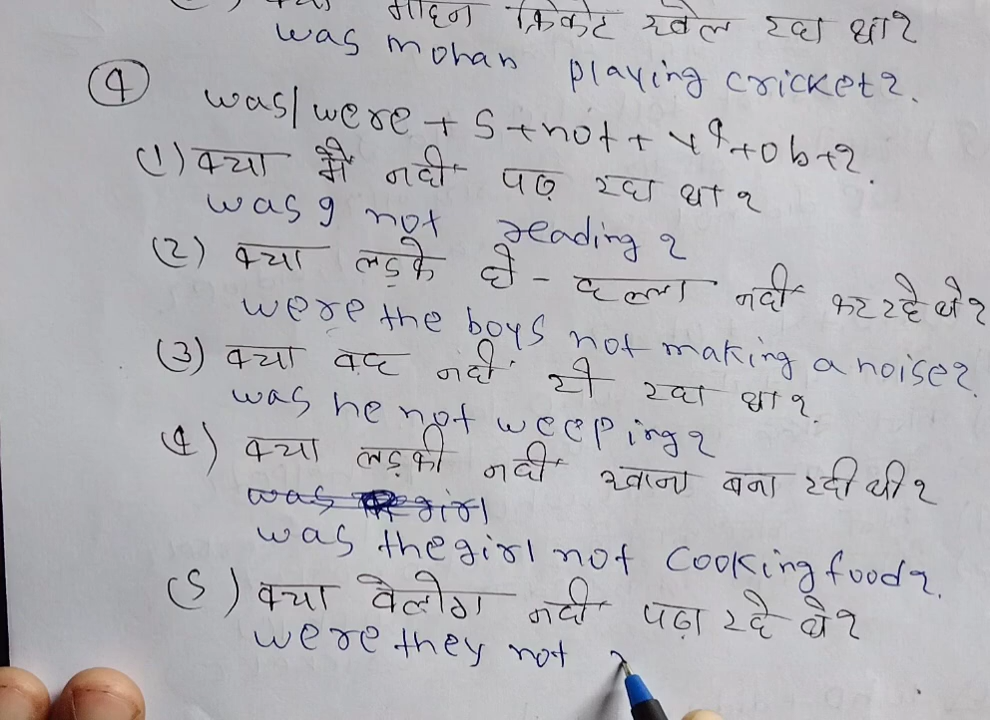 मोहन क्रिकेट खेल रहा था?
was mohan playing cricket?
(4) was/were + S + not + v⁴ + ob + ?
(1) क्या मैं नही पढ़ रहा था?
was I not reading?
(2) क्या लड़के हो-हल्ला नही कर रहे थे?
were the boys not making a noise?
(3) क्या वह नही रो रहा था?
was he not weeping?
(4) क्या लड़की नही खाना बना रही थी?
was girl
was the girl not cooking food?
(5) क्या वेलोग नही पढ़ा रहे थे?
were they not